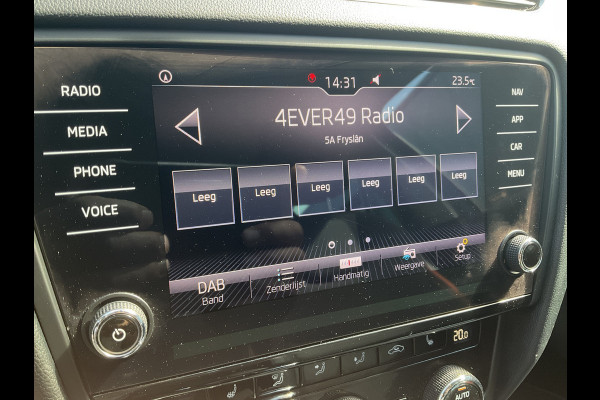 14:31 23.5°C
RADIO
MEDIA
PHONE
VOICE
4EVER49 Radio
5A Fryslân
Leeg Leeg Leeg Leeg Leeg Leeg
DAB
Band
Zenderlijst
Handmatig
Weergave
Setup
NAV
APP
CAR
MENU
20.0
AUTO